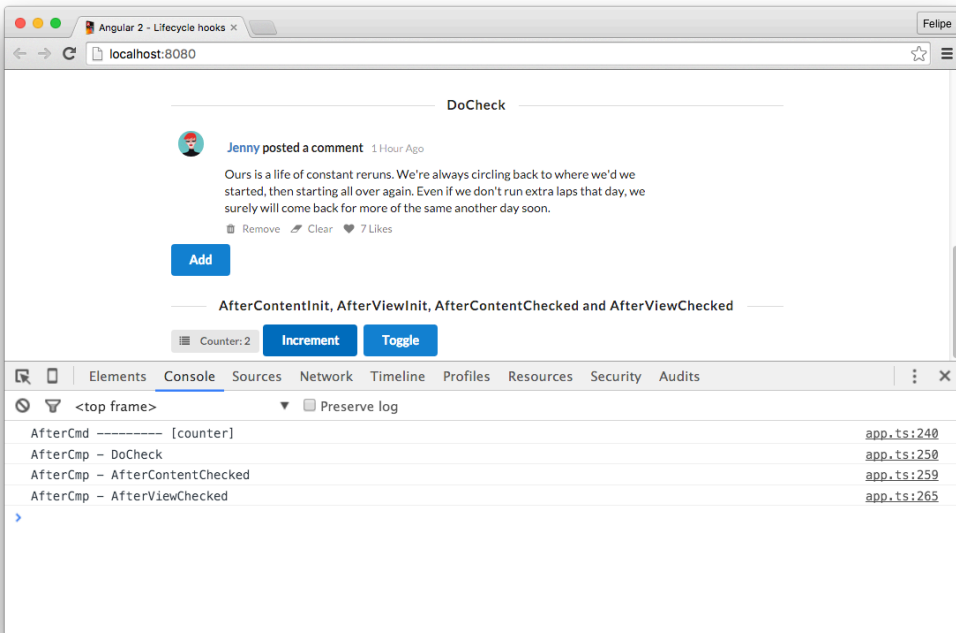 Angular 2 - Lifecycle hooks ×
Felipe
localhost:8080
DoCheck
Jenny posted a comment 1 Hour Ago
Ours is a life of constant reruns. We're always circling back to where we'd we
started, then starting all over again. Even if we don't run extra laps that day, we
surely will come back for more of the same another day soon.
Remove Clear 7 Likes
Add
AfterContentInit, AfterViewInit, AfterContentChecked and AfterViewChecked
Counter: 2 Increment Toggle
Elements Console Sources Network Timeline Profiles Resources Security Audits
<top frame> ▼ Preserve log
AfterCmd --------- [counter] app.ts:240
AfterCmp - DoCheck app.ts:250
AfterCmp - AfterContentChecked app.ts:259
AfterCmp - AfterViewChecked app.ts:265